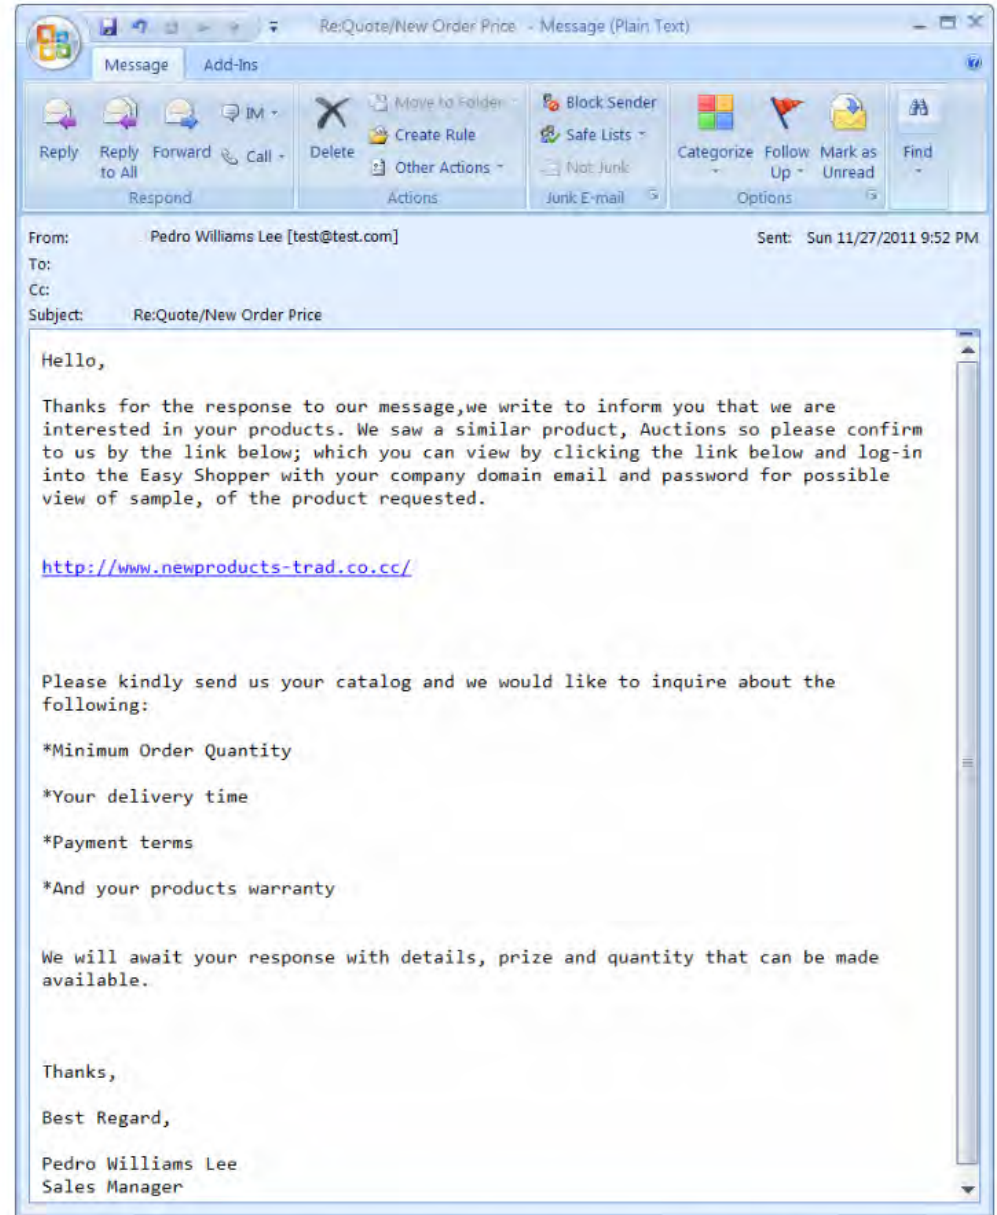 Re:Quote/New Order Price - Message (Plain Text)
Message Add-Ins
Reply
Reply to All
Forward
IM
Call
Respond
Delete
Move to Folder
Create Rule
Other Actions
Actions
Block Sender
Safe Lists
Not Junk
Junk E-mail
Categorize
Follow Up
Mark as Unread
Options
Find
From: Pedro Williams Lee [test@test.com] Sent: Sun 11/27/2011 9:52 PM
To:
Cc:
Subject: Re:Quote/New Order Price
Hello,
Thanks for the response to our message,we write to inform you that we are
interested in your products. We saw a similar product, Auctions so please confirm
to us by the link below; which you can view by clicking the link below and log-in
into the Easy Shopper with your company domain email and password for possible
view of sample, of the product requested.
http://www.newproducts-trad.co.cc/
Please kindly send us your catalog and we would like to inquire about the
following:
*Minimum Order Quantity
*Your delivery time
*Payment terms
*And your products warranty
We will await your response with details, prize and quantity that can be made
available.
Thanks,
Best Regard,
Pedro Williams Lee
Sales Manager